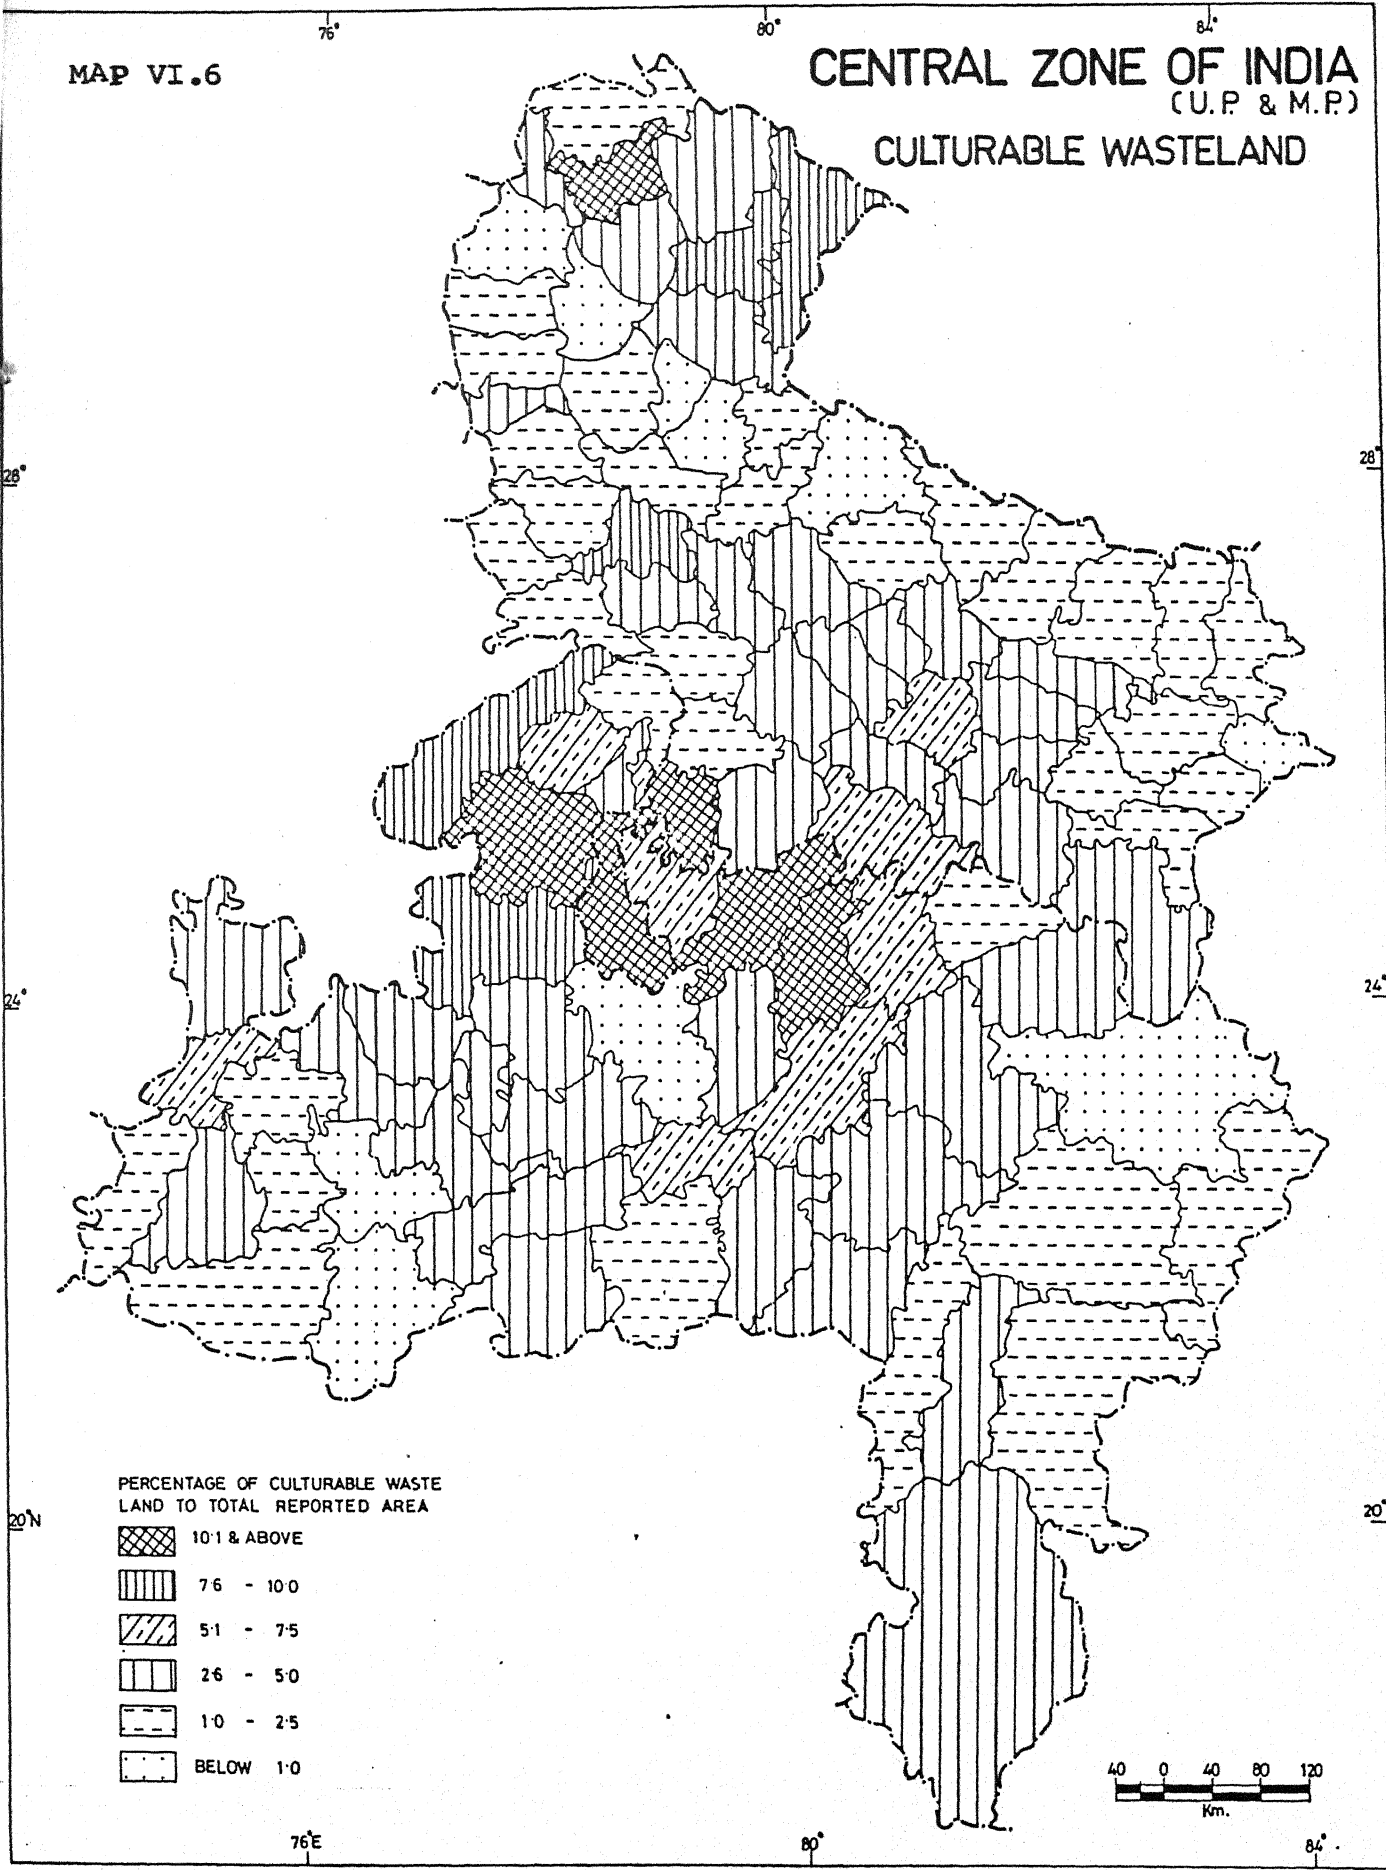 76°
80°
84°
MAP VI.6
CENTRAL ZONE OF INDIA
(U.P. & M.P.)
CULTURABLE WASTELAND
28°
28°
24°
24°
PERCENTAGE OF CULTURABLE WASTE
LAND TO TOTAL REPORTED AREA
10·1 & ABOVE
7·6 - 10·0
5·1 - 7·5
2·6 - 5·0
1·0 - 2·5
BELOW 1·0
20°N
20°
40 0 40 80 120
Km.
76°E
80°
84°